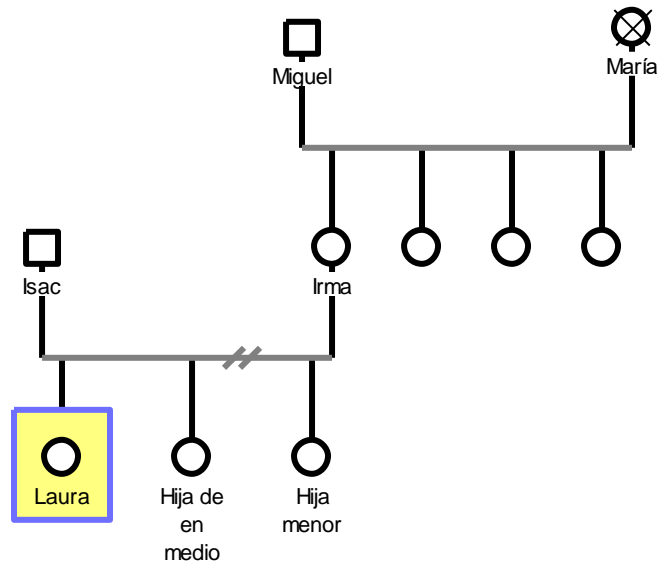 Miguel
María
Isac
Irma
Laura
Hija de
en
medio
Hija
menor